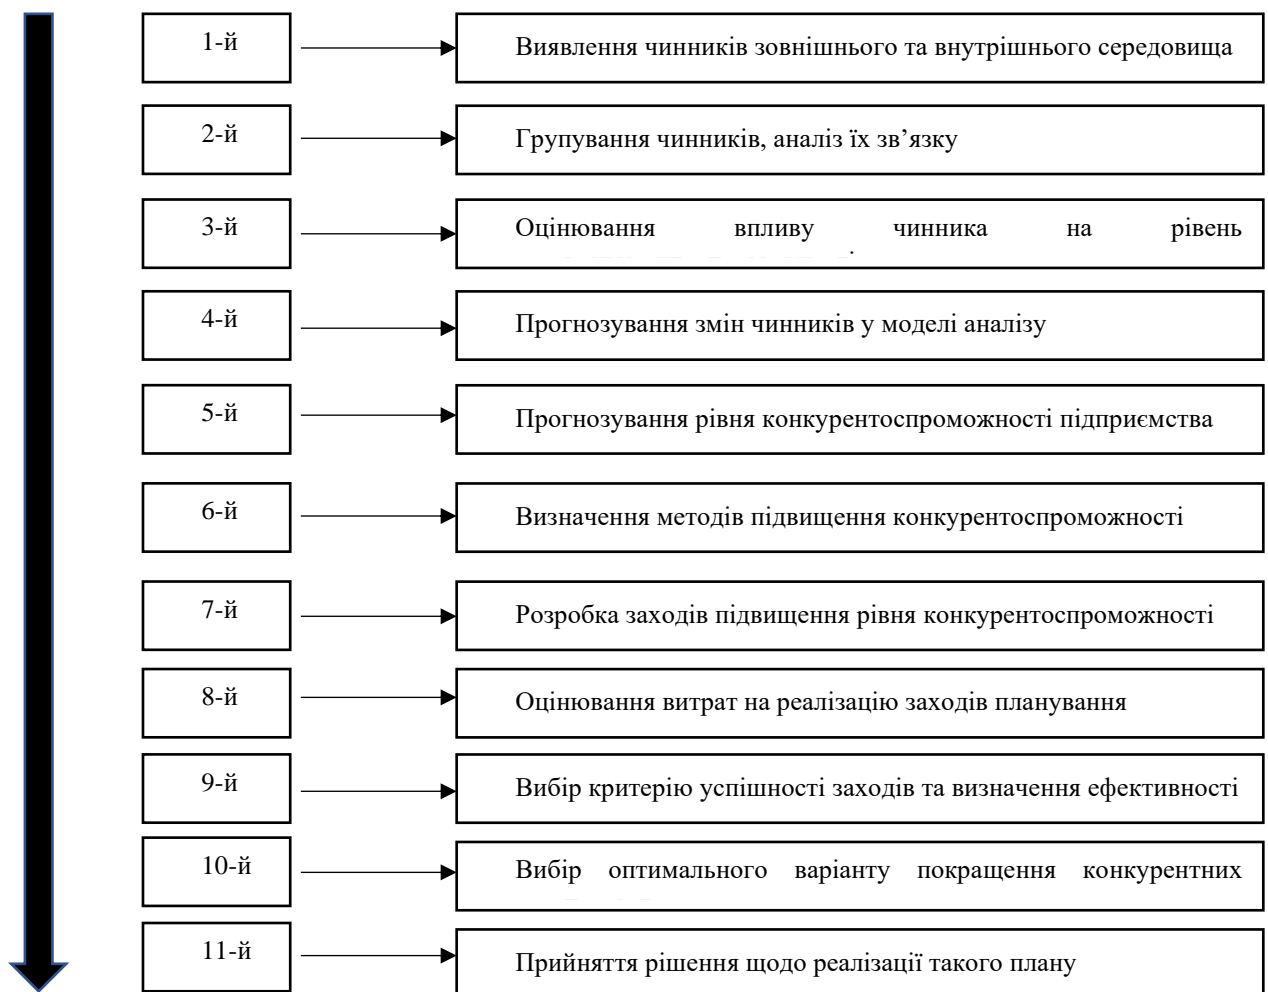 1-й
Виявлення чинників зовнішнього та внутрішнього середовища
2-й
Групування чинників, аналіз їх зв’язку
3-й
Оцінювання впливу чинника на рівень
4-й
Прогнозування змін чинників у моделі аналізу
5-й
Прогнозування рівня конкурентоспроможності підприємства
6-й
Визначення методів підвищення конкурентоспроможності
7-й
Розробка заходів підвищення рівня конкурентоспроможності
8-й
Оцінювання витрат на реалізацію заходів планування
9-й
Вибір критерію успішності заходів та визначення ефективності
10-й
Вибір оптимального варіанту покращення конкурентних
11-й
Прийняття рішення щодо реалізації такого плану